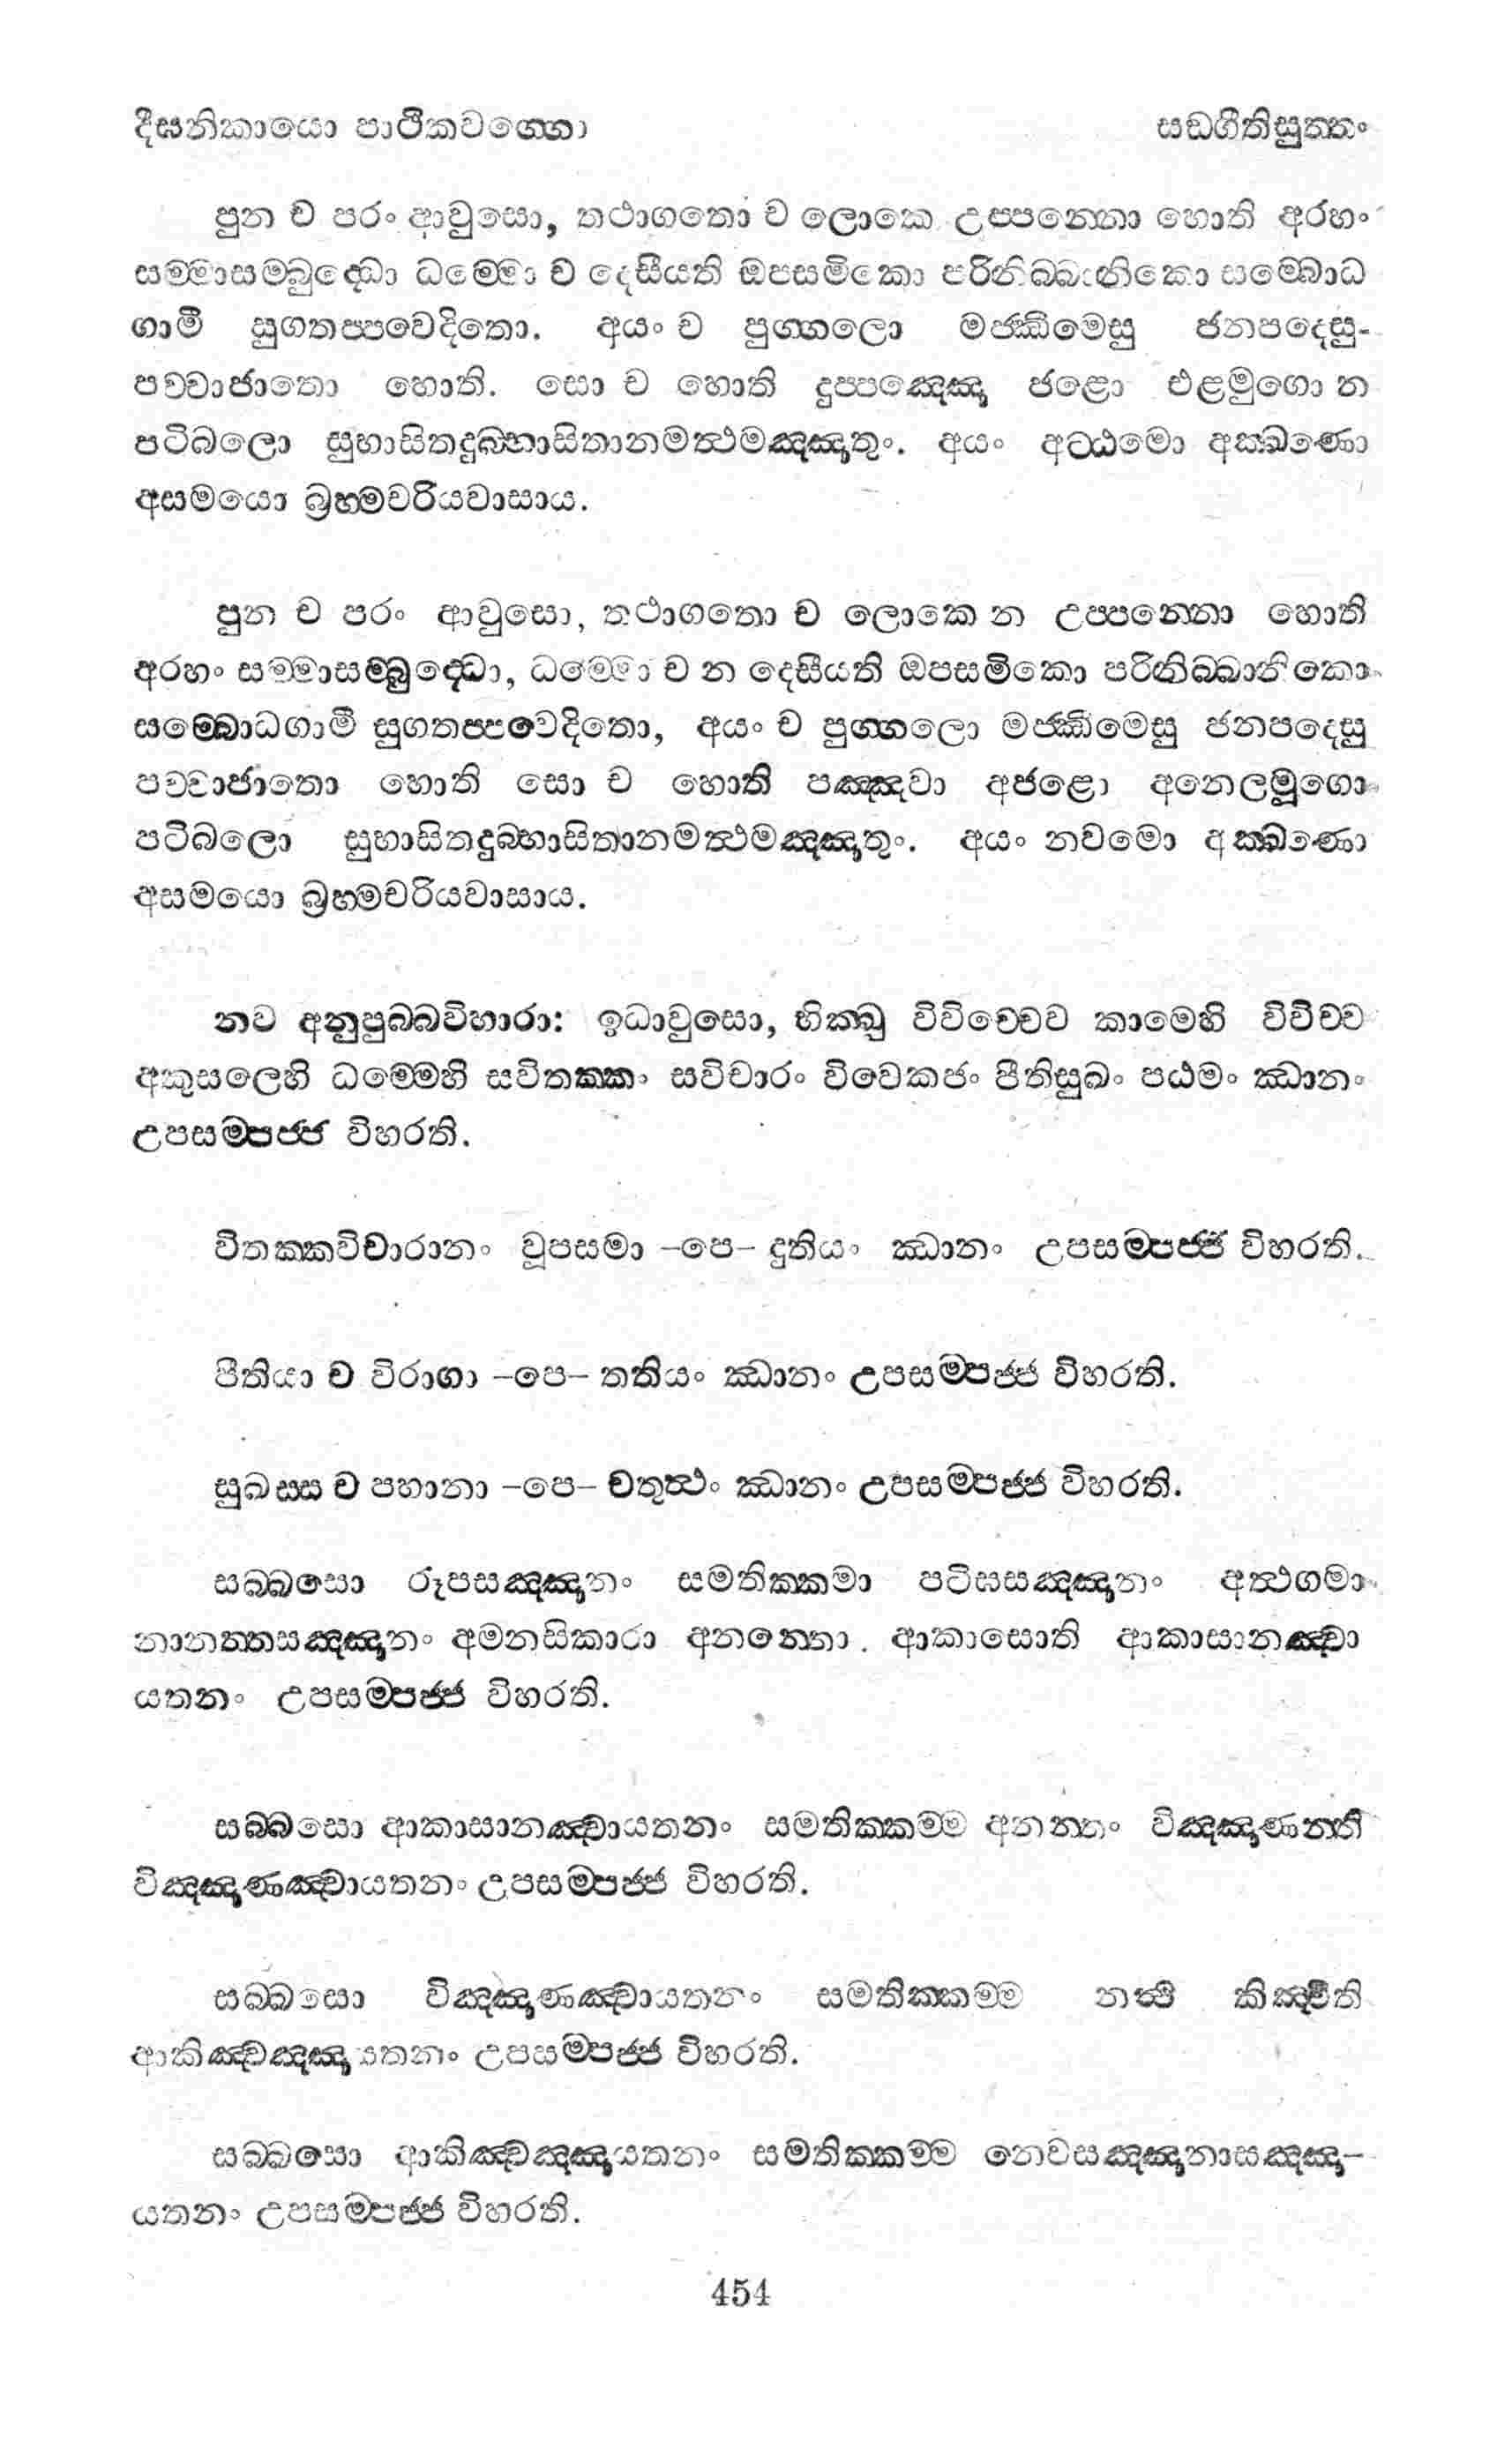 දීඝනිකායො පාථිකවග්ගො සඞගීතිසුත්තං
පුන ච පරං ආවුසො, තථාගතො ච ලොකෙ උප්පන්නො හොති අරහං
සම්මාසම්බුද්ධො ධම්මො ච දෙසීයති ඔපසමිකො පරිනිබ්බානිකො සම්බොධ
ගාමී සුගතප්පවෙදිතො. අයං ච පුග්ගලො මජ්ඣිමෙසු ජනපදෙසු-
පච්චාජාතො හොති. සො ච හොති දුප්පඤ්ඤො ජළො එළමුගො න
පටිබලො සුභාසිතදුබ්භාසිතානමත්ථමඤ්ඤාතුං. අයං අට්ඨමො අක්ඛණො
අසමයො බ්‍රහ්මචරියවාසාය.
පුන ච පරං ආවුසො, තථාගතො ච ලොකෙ න උප්පන්නො හොති
අරහං සම්මාසම්බුද්ධො, ධම්මො ච න දෙසීයති ඔපසමිකො පරිනිබ්බානිකො
සම්බොධගාමී සුගතප්පවෙදිතො, අයං ච පුග්ගලො මජ්ඣිමෙසු ජනපදෙසු
පච්චාජාතො හොති සො ච හොති පඤ්ඤවා අජළො අනෙලමූගො
පටිබලො සුභාසිතදුබ්භාසිතානමත්ථමඤ්ඤාතුං. අයං නවමො අක්ඛණො
අසමයො බ්‍රහ්මචරියවාසාය.
නව අනුපුබ්බවිහාරා: ඉධාවුසො, භික්ඛු විවිච්චෙව කාමෙහි විවිච්ච
අකුසලෙහි ධම්මෙහි සවිතක්කං සවිචාරං විවෙකජං පීතිසුඛං පඨමං ඣානං
උපසම්පජ්ජ විහරති.
විතක්කවිචාරානං වූපසමා –පෙ– දුතියං ඣානං උපසම්පජ්ජ විහරති.
පීතියා ච විරාගා –පෙ– තතියං ඣානං උපසම්පජ්ජ විහරති.
සුඛස්ස ච පහානා –පෙ– චතුත්ථං ඣානං උපසම්පජ්ජ විහරති.
සබ්බසො රූපසඤ්ඤානං සමතික්කමා පටිඝසඤ්ඤානං අත්ථගමා
නානත්තසඤ්ඤානං අමනසිකාරා අනන්තො ආකාසොති ආකාසානඤ්චා
යතනං උපසම්පජ්ජ විහරති.
සබ්බසො ආකාසානඤ්චායතනං සමතික්කම්ම අනන්තං විඤ්ඤාණන්ති
විඤ්ඤාණඤ්චායතනං උපසම්පජ්ජ විහරති.
සබ්බසො විඤ්ඤාණඤ්චායතනං සමතික්කම්ම නත්ථි කිඤ්චීති
ආකිඤ්චඤ්ඤායතනං උපසම්පජ්ජ විහරති.
සබ්බසො ආකිඤ්චඤ්ඤායතනං සමතික්කම්ම නෙවසඤ්ඤානාසඤ්ඤා–
යතනං උපසම්පජ්ජ විහරති.
454